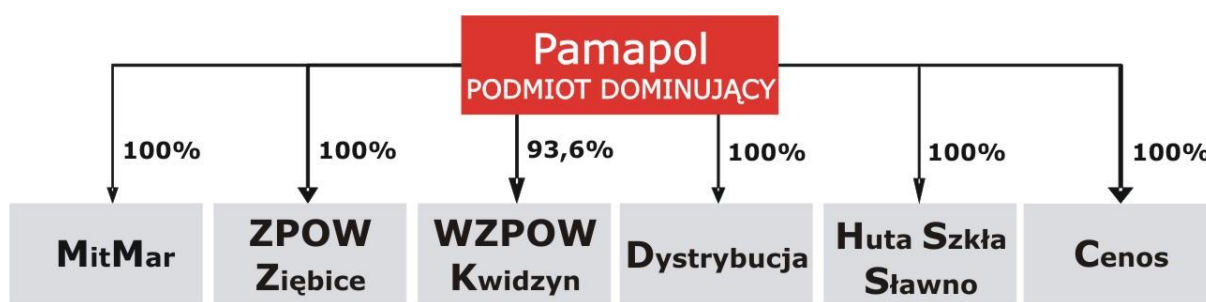 Pamapol
PODMIOT DOMINUJĄCY
100%
100%
93,6%
100%
100%
100%
MitMar
ZPOW
Ziębice
WZPOW
Kwidzyn
Dystrybucja
Huta Szkła
Sławno
Cenos